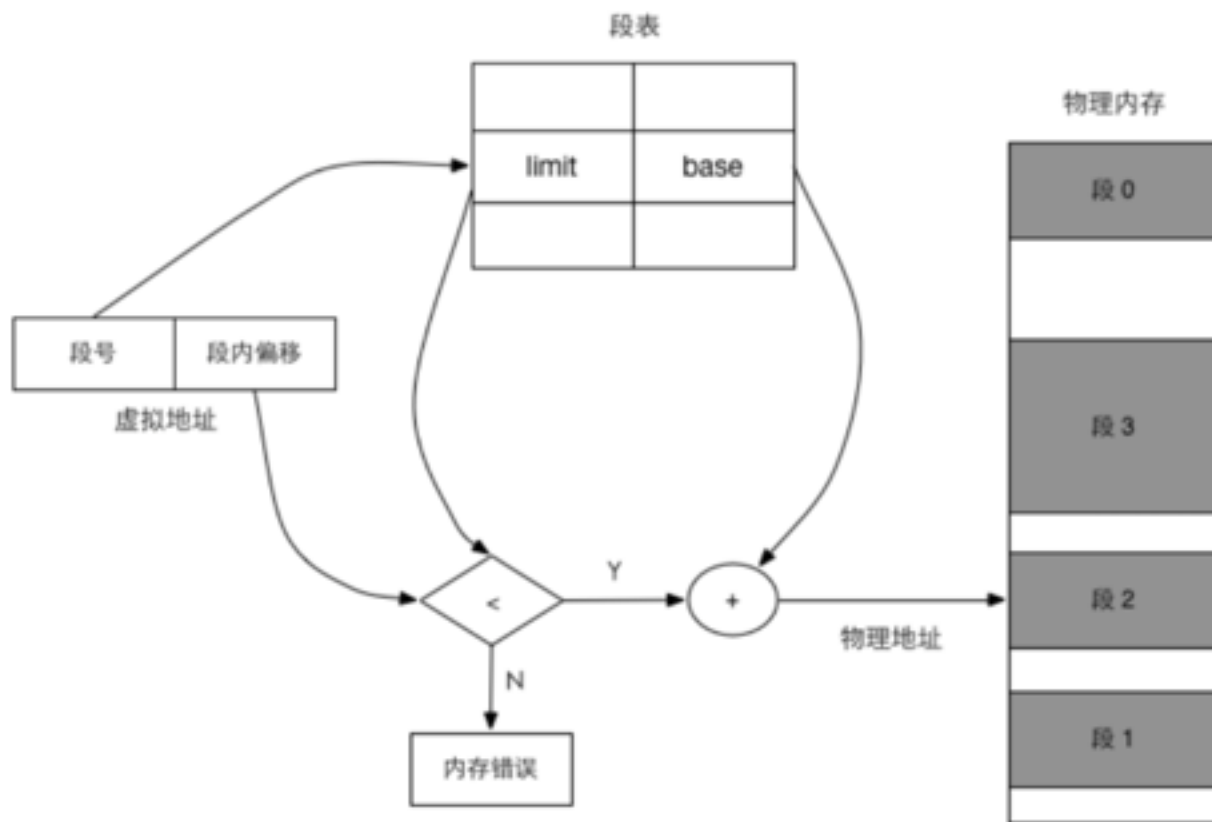 段表
物理内存
limit
base
段 0
段号
段内偏移
虚拟地址
段 3
<
Y
+
段 2
物理地址
N
段 1
内存错误